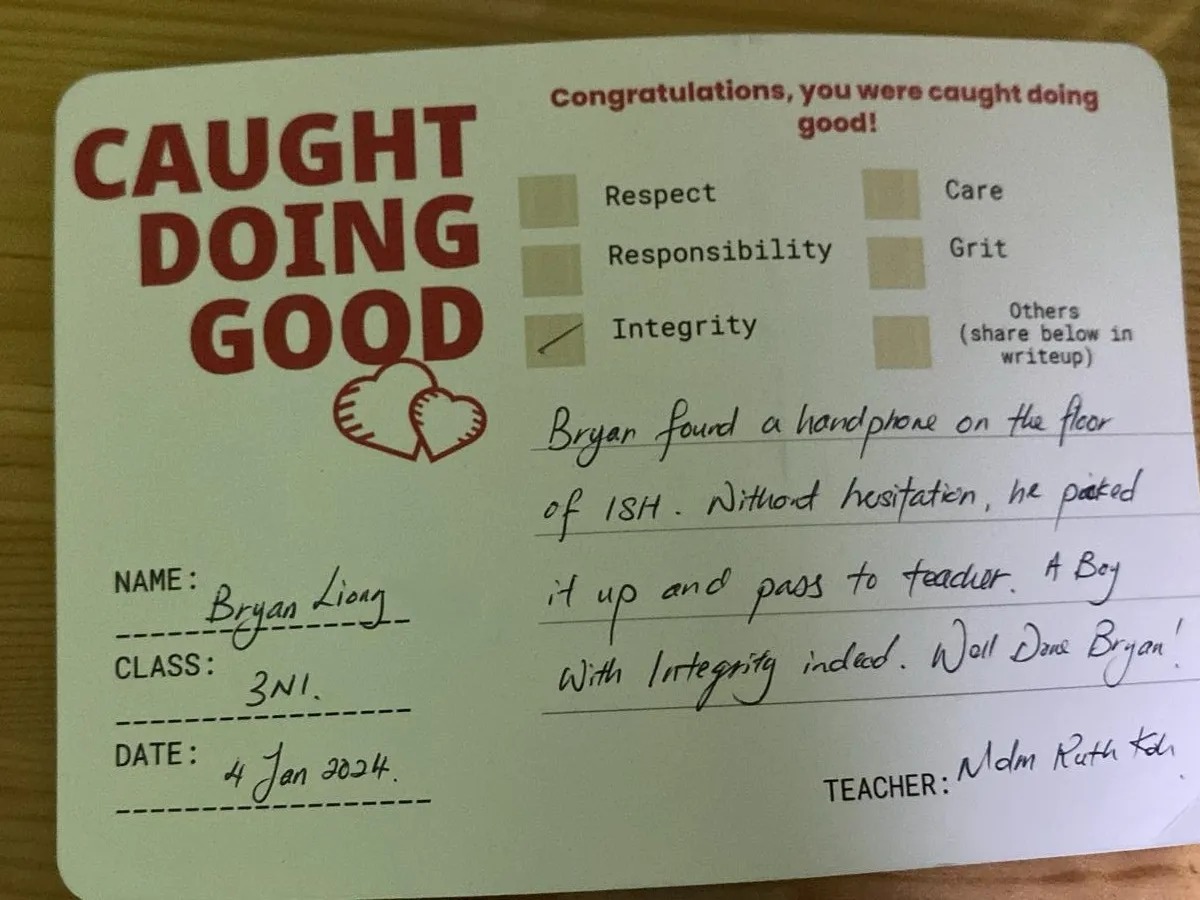 CAUGHT
DOING
GOOD
Congratulations, you were caught doing
good!
Respect
Care
Responsibility
Grit
Integrity
Others
(share below in
writeup)
Bryan found a handphone on the floor
of ISH. Without hesitation, he picked
it up and pass to teacher. A Boy
With Integrity indeed. Well Done Bryan!
NAME: Bryan Liong
CLASS: 3N1.
DATE: 4 Jan 2024.
TEACHER: Mdm Ruth Koh